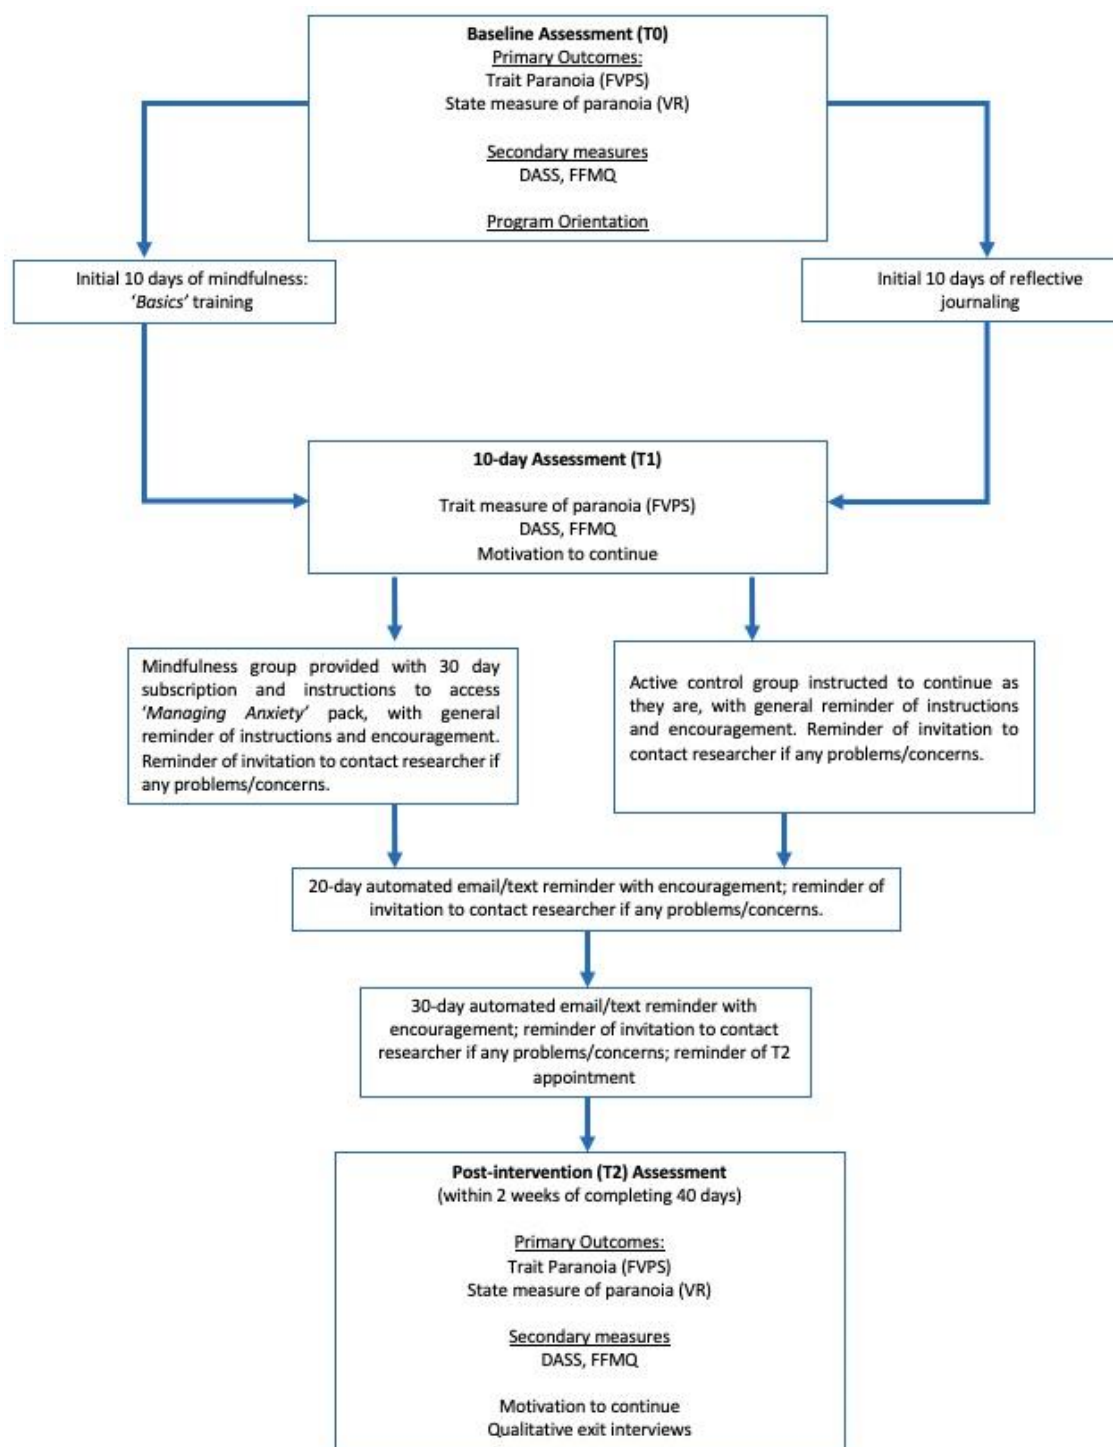 Baseline Assessment (T0)
Primary Outcomes:
Trait Paranoia (FVPS)
State measure of paranoia (VR)
Secondary measures
DASS, FFMQ
Program Orientation
Initial 10 days of mindfulness:
'Basics' training
Initial 10 days of reflective
journaling
10-day Assessment (T1)
Trait measure of paranoia (FVPS)
DASS, FFMQ
Motivation to continue
Mindfulness group provided with 30 day
subscription and instructions to access
'Managing Anxiety' pack, with general
reminder of instructions and encouragement.
Reminder of invitation to contact researcher if
any problems/concerns.
Active control group instructed to continue as
they are, with general reminder of instructions
and encouragement. Reminder of invitation to
contact researcher if any problems/concerns.
20-day automated email/text reminder with encouragement; reminder of
invitation to contact researcher if any problems/concerns.
30-day automated email/text reminder with
encouragement; reminder of invitation to contact
researcher if any problems/concerns; reminder of T2
appointment
Post-intervention (T2) Assessment
(within 2 weeks of completing 40 days)
Primary Outcomes:
Trait Paranoia (FVPS)
State measure of paranoia (VR)
Secondary measures
DASS, FFMQ
Motivation to continue
Qualitative exit interviews